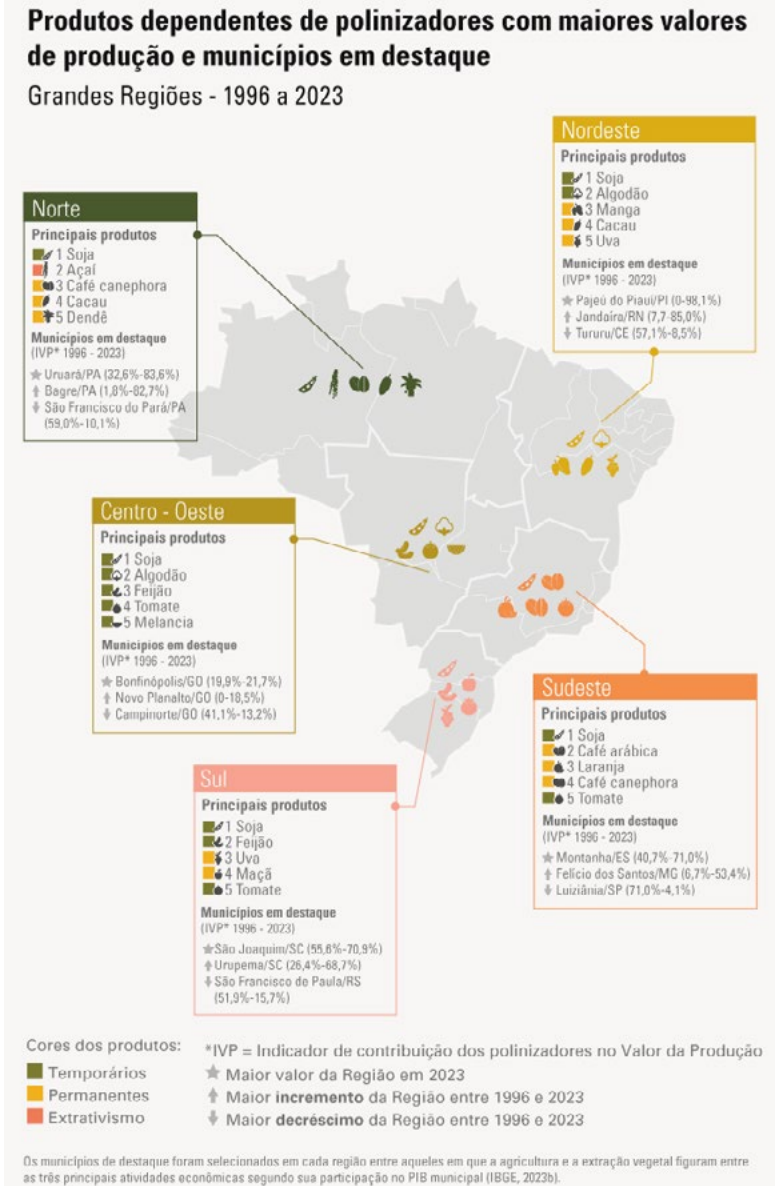 Produtos dependentes de polinizadores com maiores valores
de produção e municípios em destaque
Grandes Regiões - 1996 a 2023
Nordeste
Principais produtos
1 Soja
2 Algodão
3 Manga
4 Cacau
5 Uva
Municípios em destaque
(IVP* 1996 - 2023)
Pajeú do Piauí/PI (0-98,1%)
Jandaíra/RN (7,7-85,0%)
Tururu/CE (57,1%-8,5%)
Norte
Principais produtos
1 Soja
2 Açaí
3 Café canephora
4 Cacau
5 Dendê
Municípios em destaque
(IVP* 1996 - 2023)
Uruará/PA (32,6%-83,6%)
Bagre/PA (1,8%-82,7%)
São Francisco do Pará/PA
(59,0%-10,1%)
Centro - Oeste
Principais produtos
1 Soja
2 Algodão
3 Feijão
4 Tomate
5 Melancia
Municípios em destaque
(IVP* 1996 - 2023)
Bonfinópolis/GO (19,9%-21,7%)
Novo Planalto/GO (0-18,5%)
Campinorte/GO (41,1%-13,2%)
Sudeste
Principais produtos
1 Soja
2 Café arábica
3 Laranja
4 Café canephora
5 Tomate
Municípios em destaque
(IVP* 1996 - 2023)
Montanha/ES (40,7%-71,0%)
Felício dos Santos/MG (6,7%-53,4%)
Luiziânia/SP (71,0%-4,1%)
Sul
Principais produtos
1 Soja
2 Feijão
3 Uva
4 Maçã
5 Tomate
Municípios em destaque
(IVP* 1996 - 2023)
São Joaquim/SC (55,6%-70,9%)
Urupema/SC (26,4%-68,7%)
São Francisco de Paula/RS
(51,9%-15,7%)
Cores dos produtos:
Temporários
Permanentes
Extrativismo
*IVP = Indicador de contribuição dos polinizadores no Valor da Produção
Maior valor da Região em 2023
Maior incremento da Região entre 1996 e 2023
Maior decréscimo da Região entre 1996 e 2023
Os municípios de destaque foram selecionados em cada região entre aqueles em que a agricultura e a extração vegetal figuram entre
as três principais atividades econômicas segundo sua participação no PIB municipal (IBGE, 2023b).